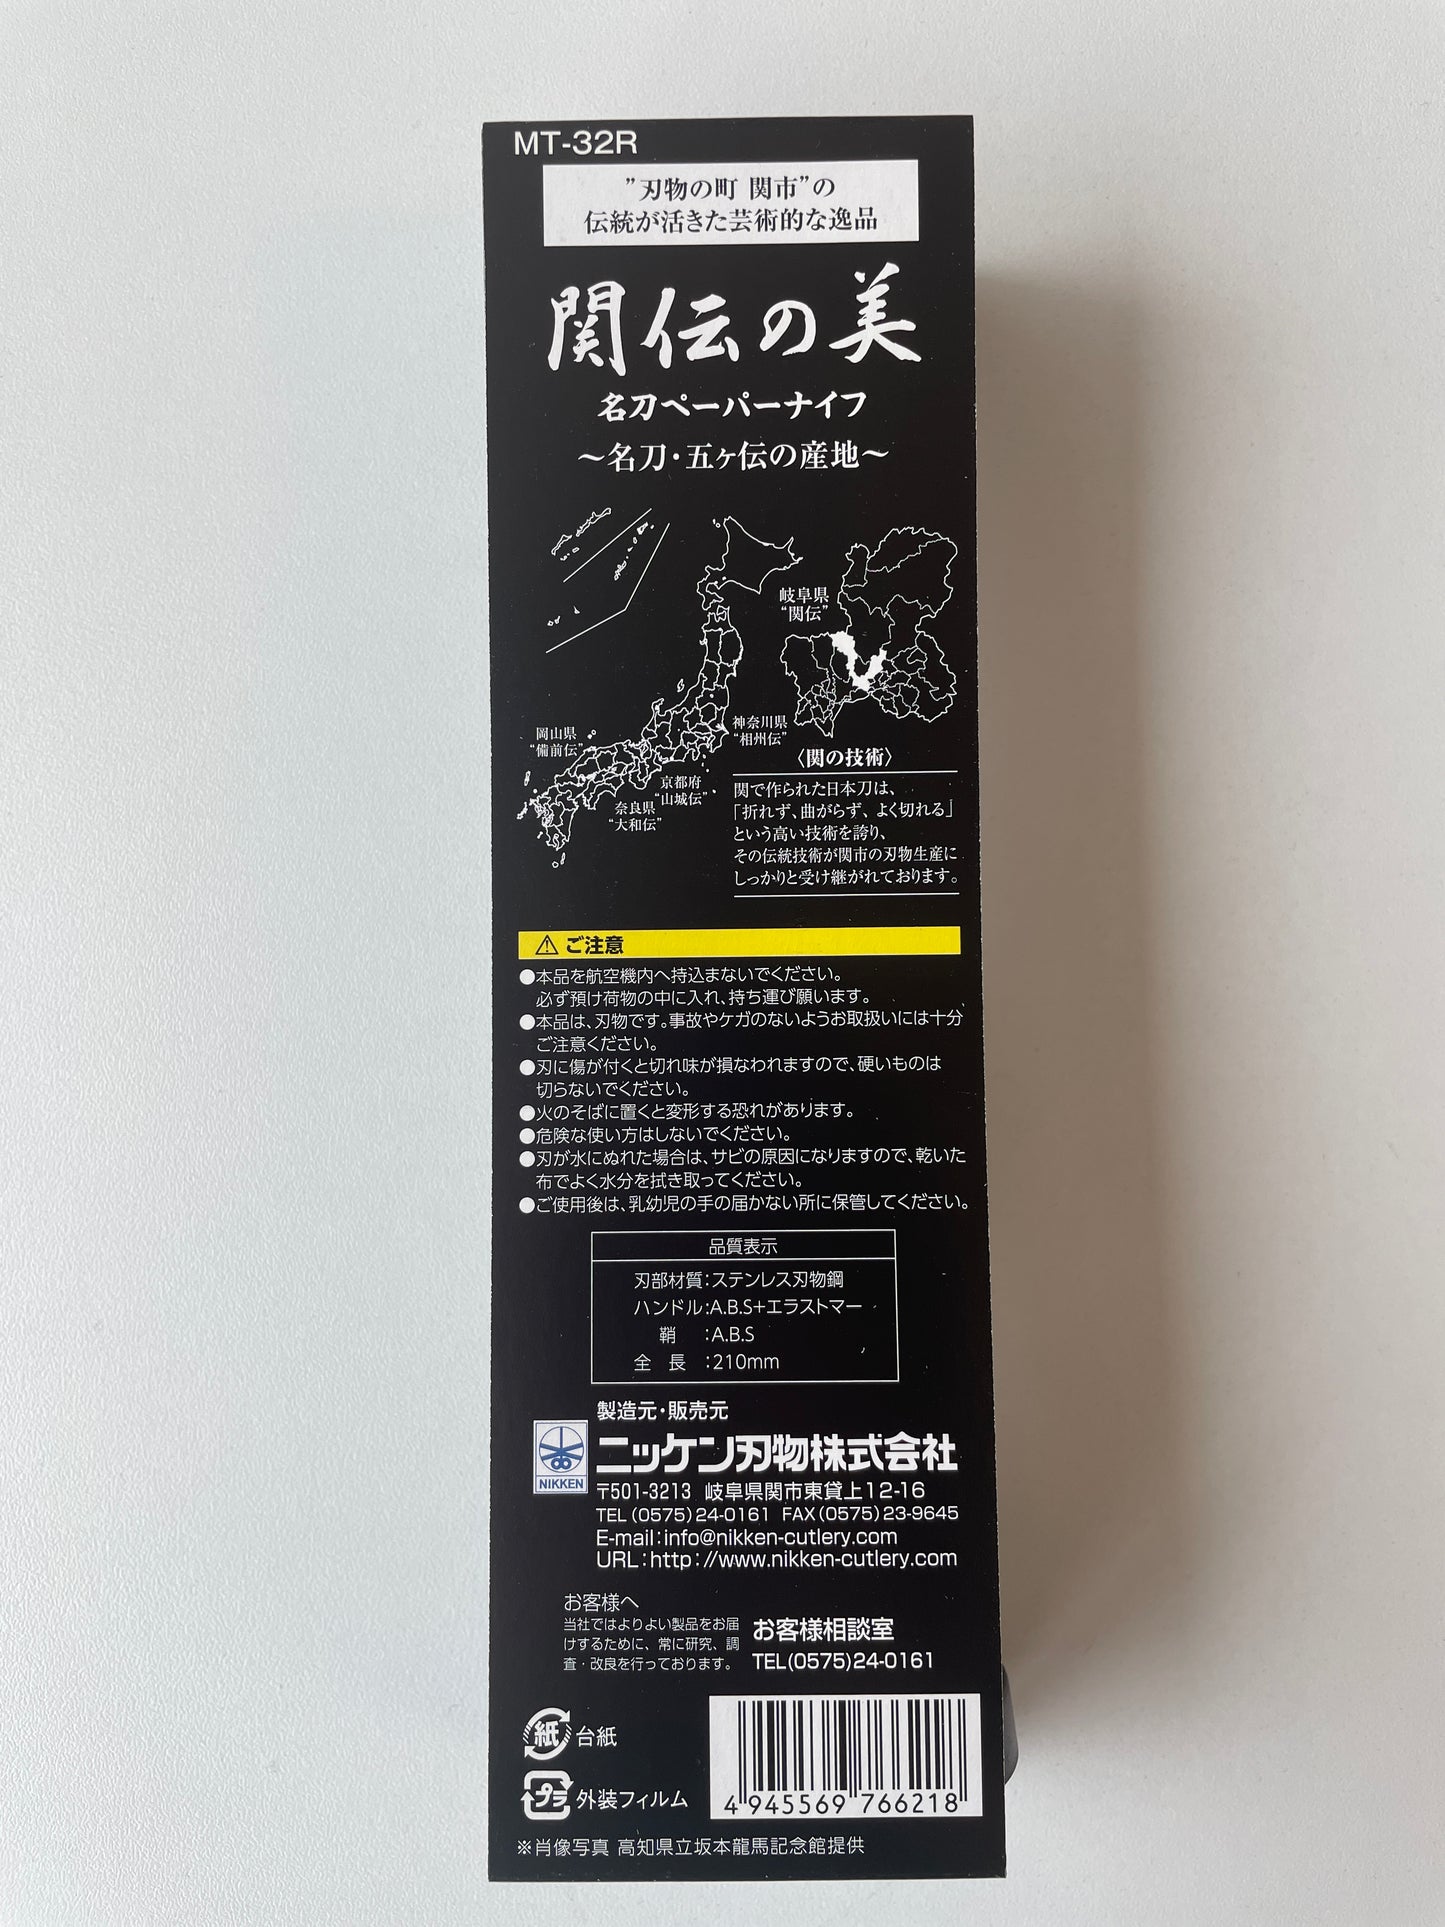 MT-32R
”刃物の町 関市”の
伝統が活きた芸術的な逸品
関伝の美
名刀ペーパーナイフ
～名刀・五ヶ伝の産地～
岐阜県
“関伝”
神奈川県
“相州伝”
岡山県
“備前伝”
京都府
“山城伝”
奈良県
“大和伝”
〈関の技術〉
関で作られた日本刀は、
「折れず、曲がらず、よく切れる」
という高い技術を誇り、
その伝統技術が関市の刃物生産に
しっかりと受け継がれております。
⚠ ご注意
●本品を航空機内へ持込まないでください。
必ず預け荷物の中に入れ、持ち運び願います。
●本品は、刃物です。事故やケガのないようお取扱いには十分
ご注意ください。
●刃に傷が付くと切れ味が損なわれますので、硬いものは
切らないでください。
●火のそばに置くと変形する恐れがあります。
●危険な使い方はしないでください。
●刃が水にぬれた場合は、サビの原因になりますので、乾いた
布でよく水分を拭き取ってください。
●ご使用後は、乳幼児の手の届かない所に保管してください。
品質表示
刃部材質:ステンレス刃物鋼
ハンドル:A.B.S+エラストマー
鞘 :A.B.S
全 長 :210mm
製造元・販売元
NIKKEN
ニッケン刃物株式会社
〒501-3213 岐阜県関市東貸上12-16
TEL(0575)24-0161 FAX(0575)23-9645
E-mail:info@nikken-cutlery.com
URL:http://www.nikken-cutlery.com
お客様へ
当社ではよりよい製品をお届
けするために、常に研究、調
査・改良を行っております。
お客様相談室
TEL(0575)24-0161
紙 台紙
プラ 外装フィルム
4 945569 766218
※肖像写真 高知県立坂本龍馬記念館提供